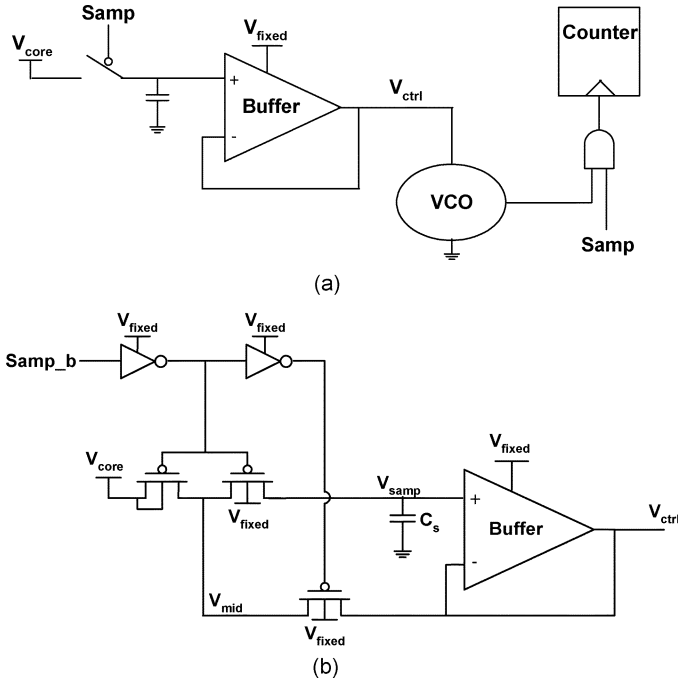 Samp
Vcore
Vfixed
Counter
+
Buffer
-
Vctrl
VCO
Samp
(a)
Vfixed
Vfixed
Samp_b
Vcore
Vfixed
Vfixed
Vsamp
+
Cs
Buffer
-
Vctrl
Vmid
Vfixed
(b)